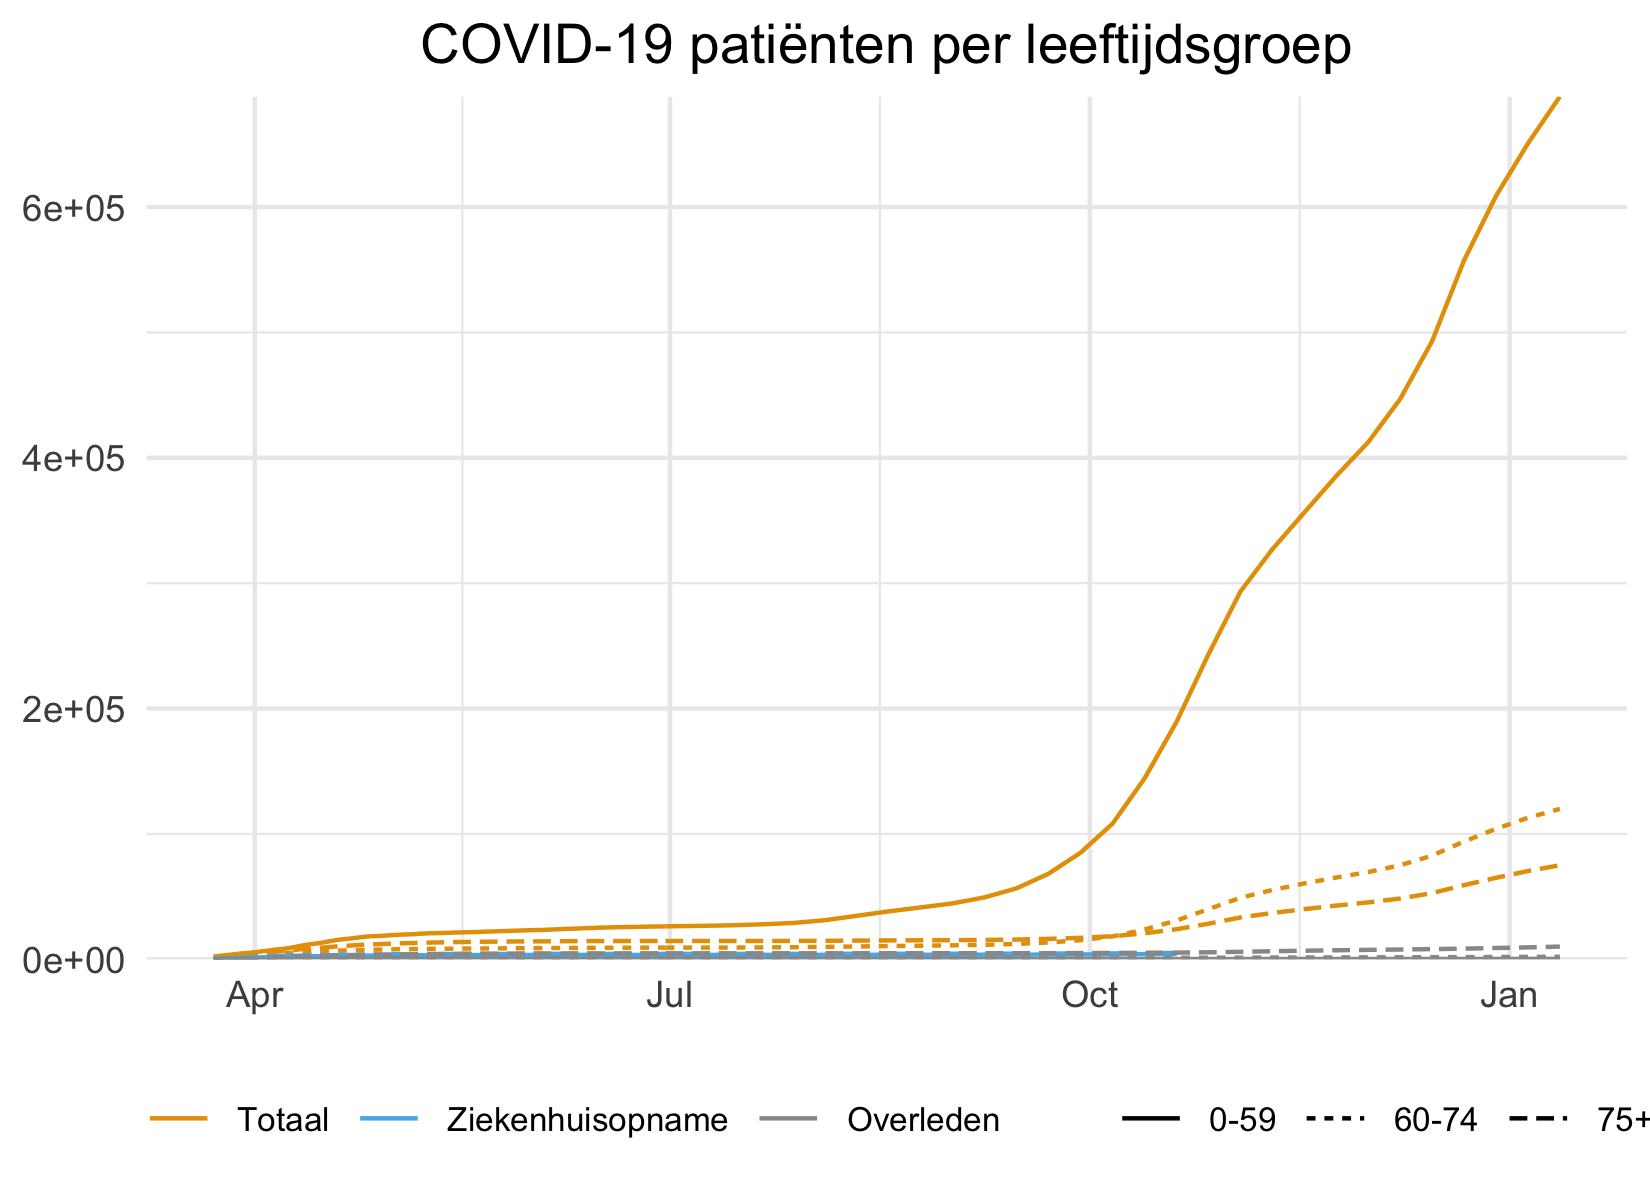 COVID-19 patiënten per leeftijdsgroep
6e+05
4e+05
2e+05
0e+00
Apr Jul Oct Jan
Totaal Ziekenhuisopname Overleden 0-59 60-74 75+